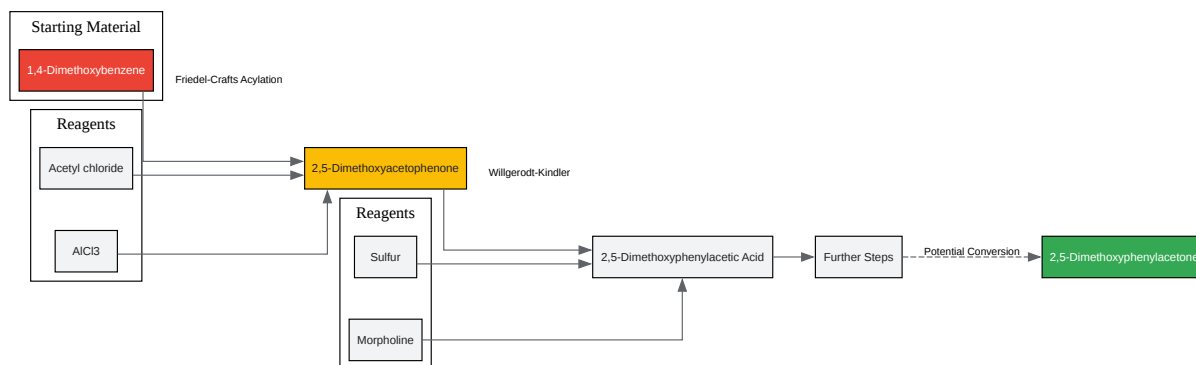 Starting Material
1,4-Dimethoxybenzene
Friedel-Crafts Acylation
Reagents
Acetyl chloride
2,5-Dimethoxyacetophenone
Willgerodt-Kindler
AlCl3
Reagents
Sulfur
2,5-Dimethoxyphenylacetic Acid
Further Steps
Potential Conversion
2,5-Dimethoxyphenylacetone
Morpholine